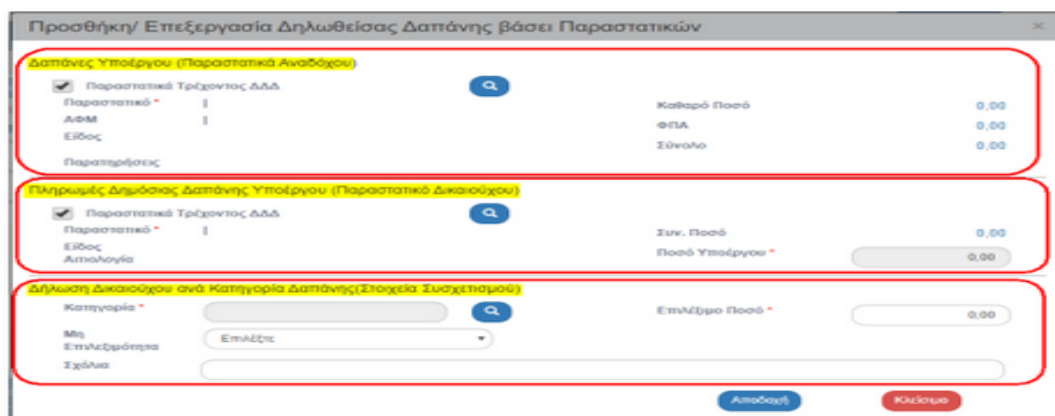 Προσθήκη/ Επεξεργασία Δηλωθείσας Δαπάνης βάσει Παραστατικών ×
Δαπάνες Υποέργου (Παραστατικά Αναδόχου)
Παραστατικά Τρέχοντος ΔΔΔ
Παραστατικό * |
Καθαρό Ποσό 0,00
ΑΦΜ |
ΦΠΑ 0,00
Είδος
Σύνολο 0,00
Παρατηρήσεις
Πληρωμές Δημόσιας Δαπάνης Υποέργου (Παραστατικό Δικαιούχου)
Παραστατικά Τρέχοντος ΔΔΔ
Παραστατικό * |
Συν. Ποσό 0,00
Είδος
Ποσό Υποέργου * 0,00
Αιτιολογία
Δήλωση Δικαιούχου ανά Κατηγορία Δαπάνης(Στοιχεία Συσχετισμού)
Κατηγορία *
Επιλέξιμο Ποσό * 0,00
Μη
Επιλεξιμότητα
Επιλέξτε
Σχόλια
Αποδοχή Κλείσιμο